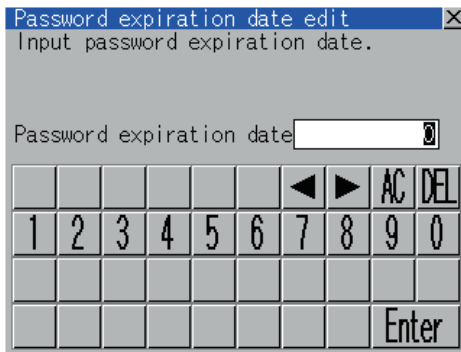 Password expiration date edit ×
Input password expiration date.
Password expiration date 0
◀ ▶ AC DEL
1 2 3 4 5 6 7 8 9 0
Enter